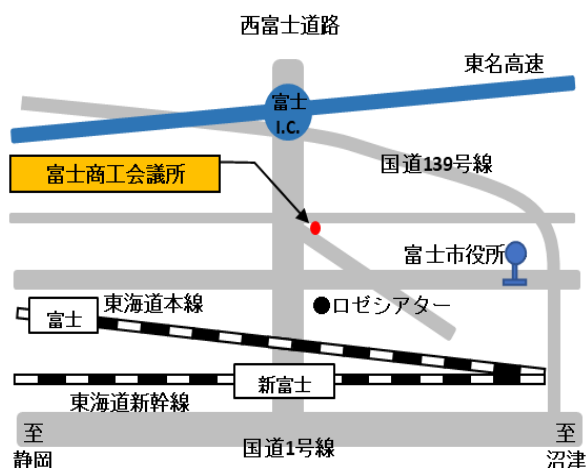 西富士道路
東名高速
富士
I.C.
国道139号線
富士商工会議所
富士市役所
東海道本線
●ロゼシアター
富士
新富士
東海道新幹線
至
静岡
国道1号線
至
沼津